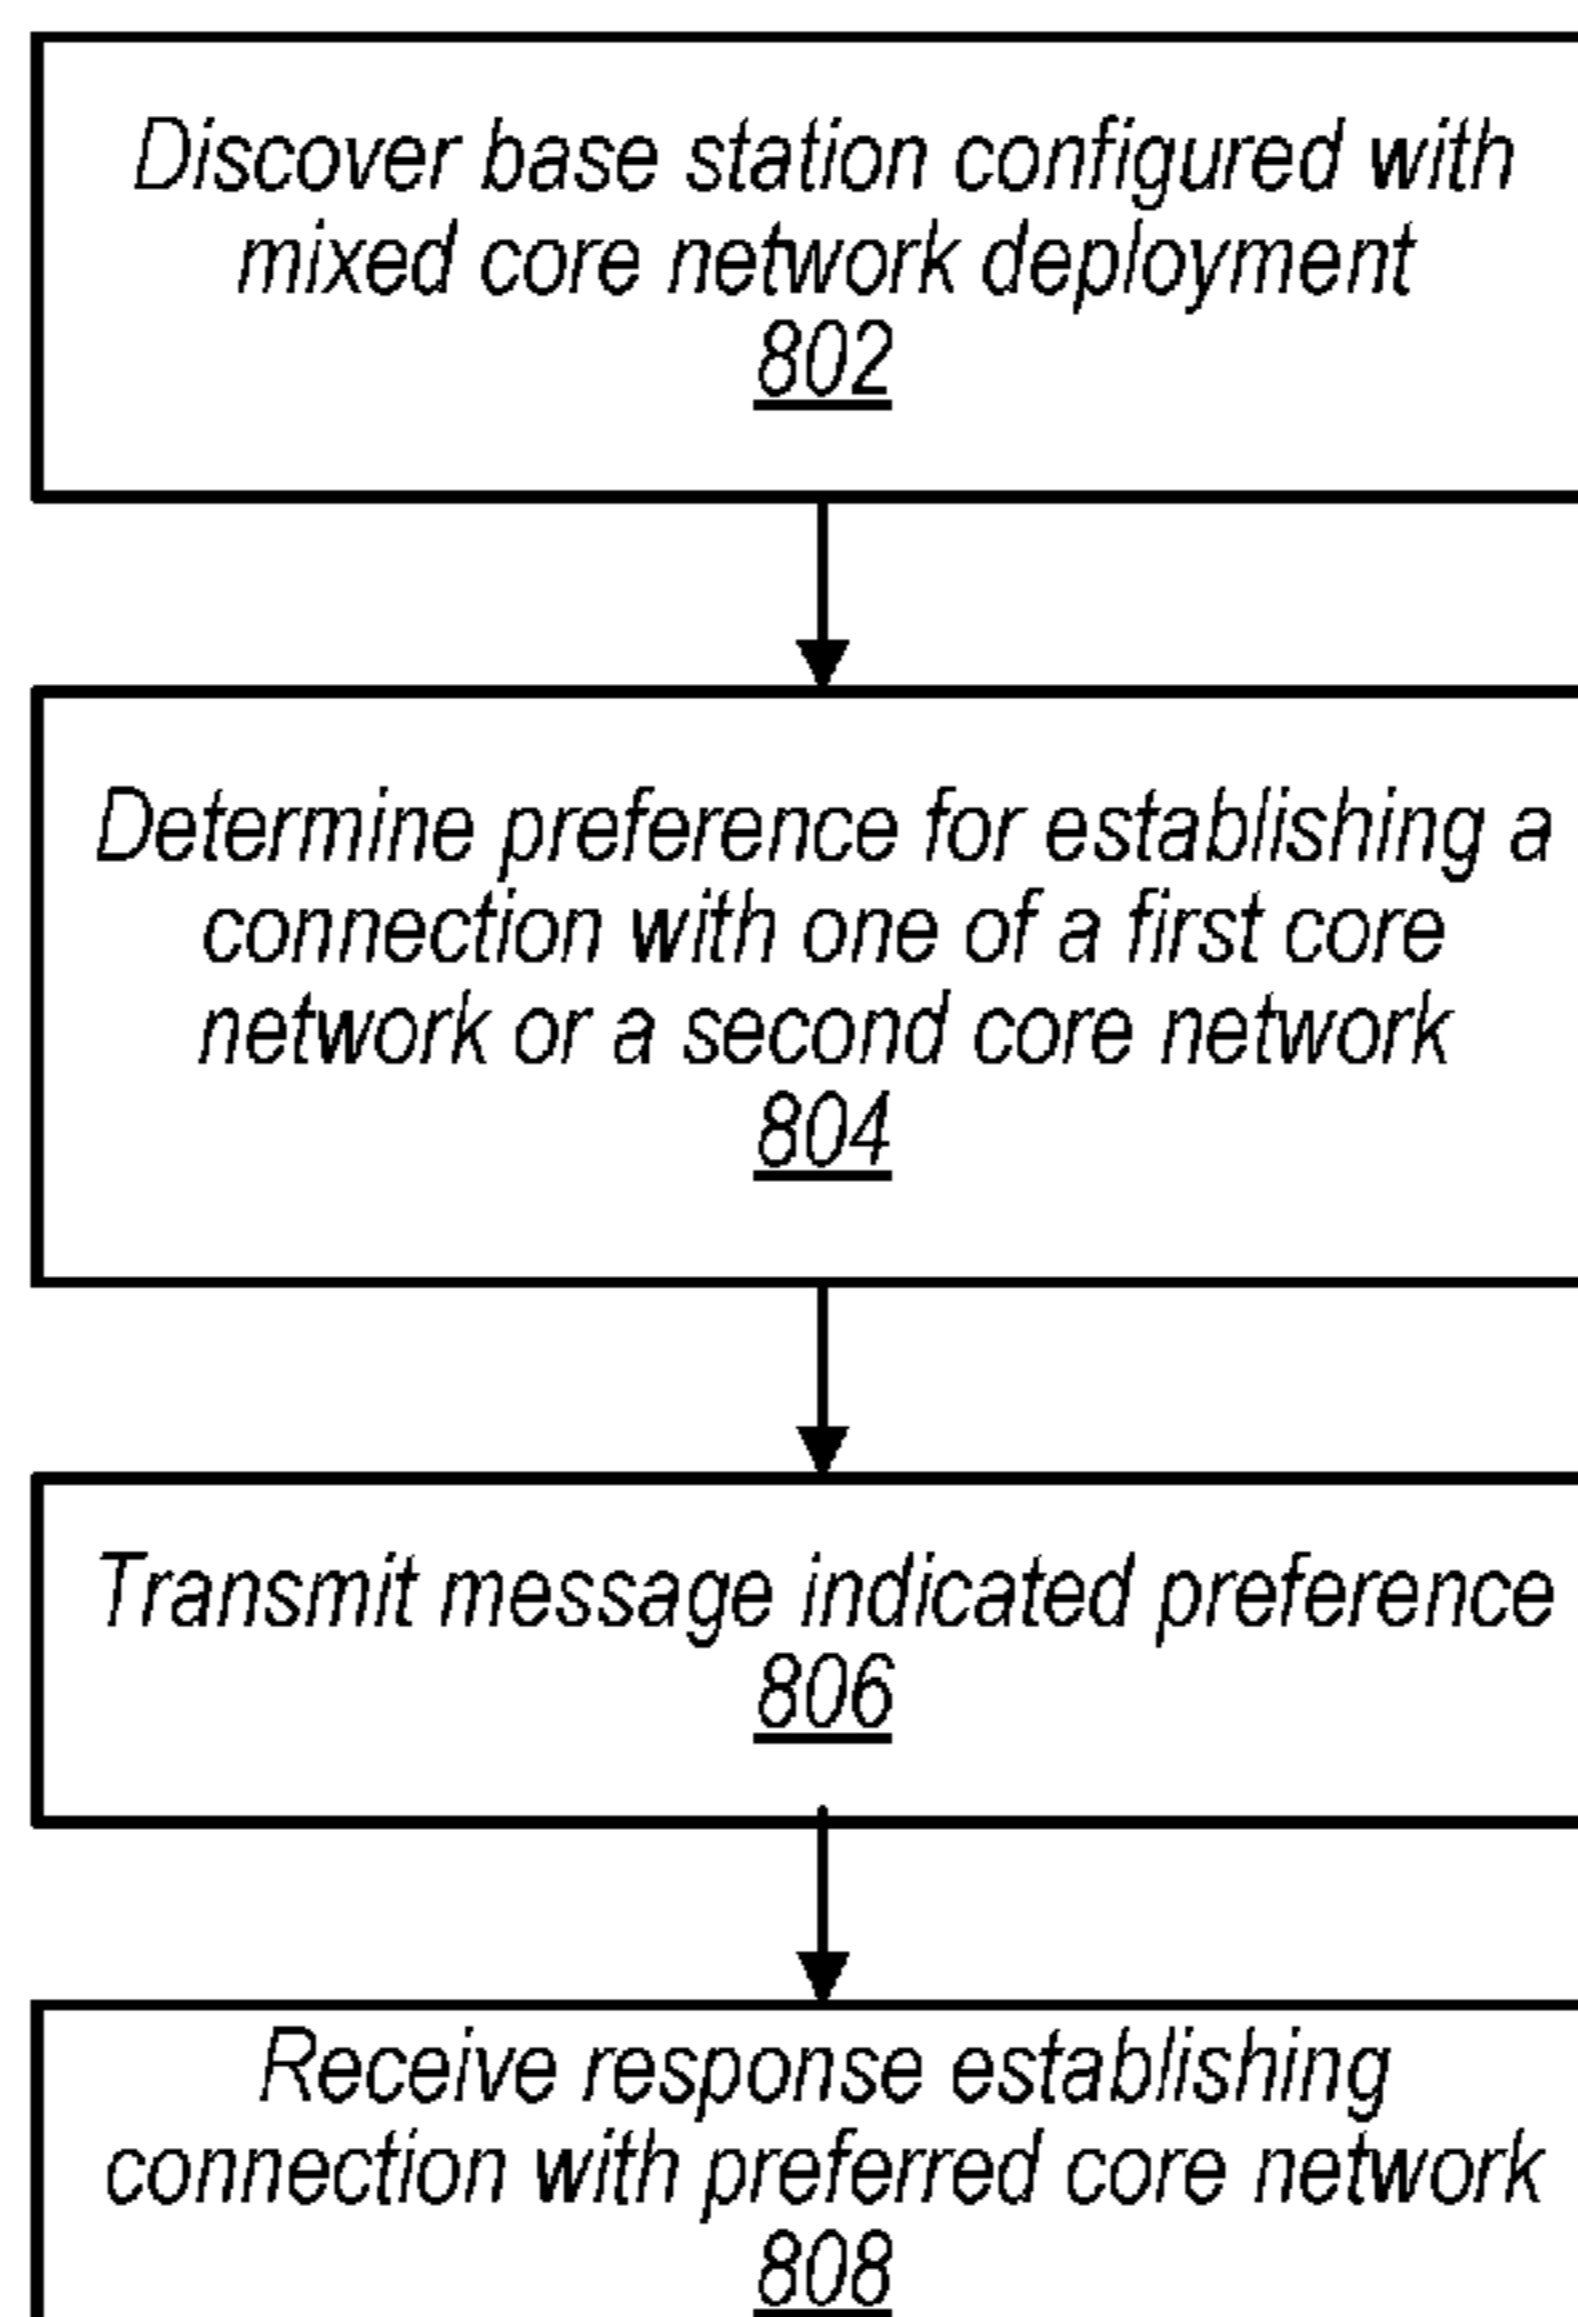 Discover base station configured with
mixed core network deployment
802
Determine preference for establishing a
connection with one of a first core
network or a second core network
804
Transmit message indicated preference
806
Receive response establishing
connection with preferred core network
808